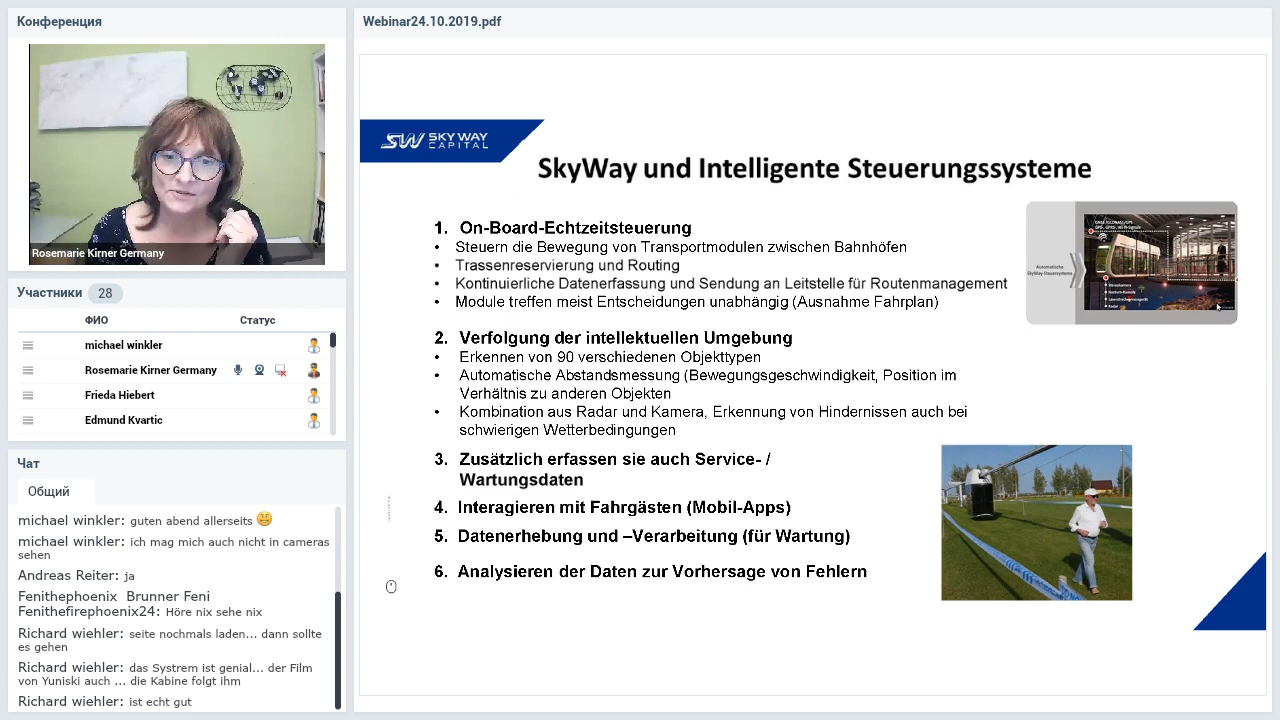 Конференция
Rosemarie Kirner Germany
Участники 28
ФИО Статус
michael winkler
Rosemarie Kirner Germany
Frieda Hiebert
Edmund Kvartic
Чат
Общий
michael winkler: guten abend allerseits
michael winkler: ich mag mich auch nicht in cameras
sehen
Andreas Reiter: ja
Fenithephoenix Brunner Feni
Fenithefirephoenix24: Höre nix sehe nix
Richard wiehler: seite nochmals laden... dann sollte
es gehen
Richard wiehler: das Systrem ist genial... der Film
von Yuniski auch ... die Kabine folgt ihm
Richard wiehler: ist echt gut
Webinar24.10.2019.pdf
SW SKY WAY
CAPITAL
SkyWay und Intelligente Steuerungssysteme
1. On-Board-Echtzeitsteuerung
• Steuern die Bewegung von Transportmodulen zwischen Bahnhöfen
• Trassenreservierung und Routing
• Kontinuierliche Datenerfassung und Sendung an Leitstelle für Routenmanagement
• Module treffen meist Entscheidungen unabhängig (Ausnahme Fahrplan)
2. Verfolgung der intellektuellen Umgebung
• Erkennen von 90 verschiedenen Objekttypen
• Automatische Abstandsmessung (Bewegungsgeschwindigkeit, Position im
Verhältnis zu anderen Objekten
• Kombination aus Radar und Kamera, Erkennung von Hindernissen auch bei
schwierigen Wetterbedingungen
3. Zusätzlich erfassen sie auch Service- /
Wartungsdaten
4. Interagieren mit Fahrgästen (Mobil-Apps)
5. Datenerhebung und –Verarbeitung (für Wartung)
6. Analysieren der Daten zur Vorhersage von Fehlern
Automatische
SkyWay-Steuersysteme